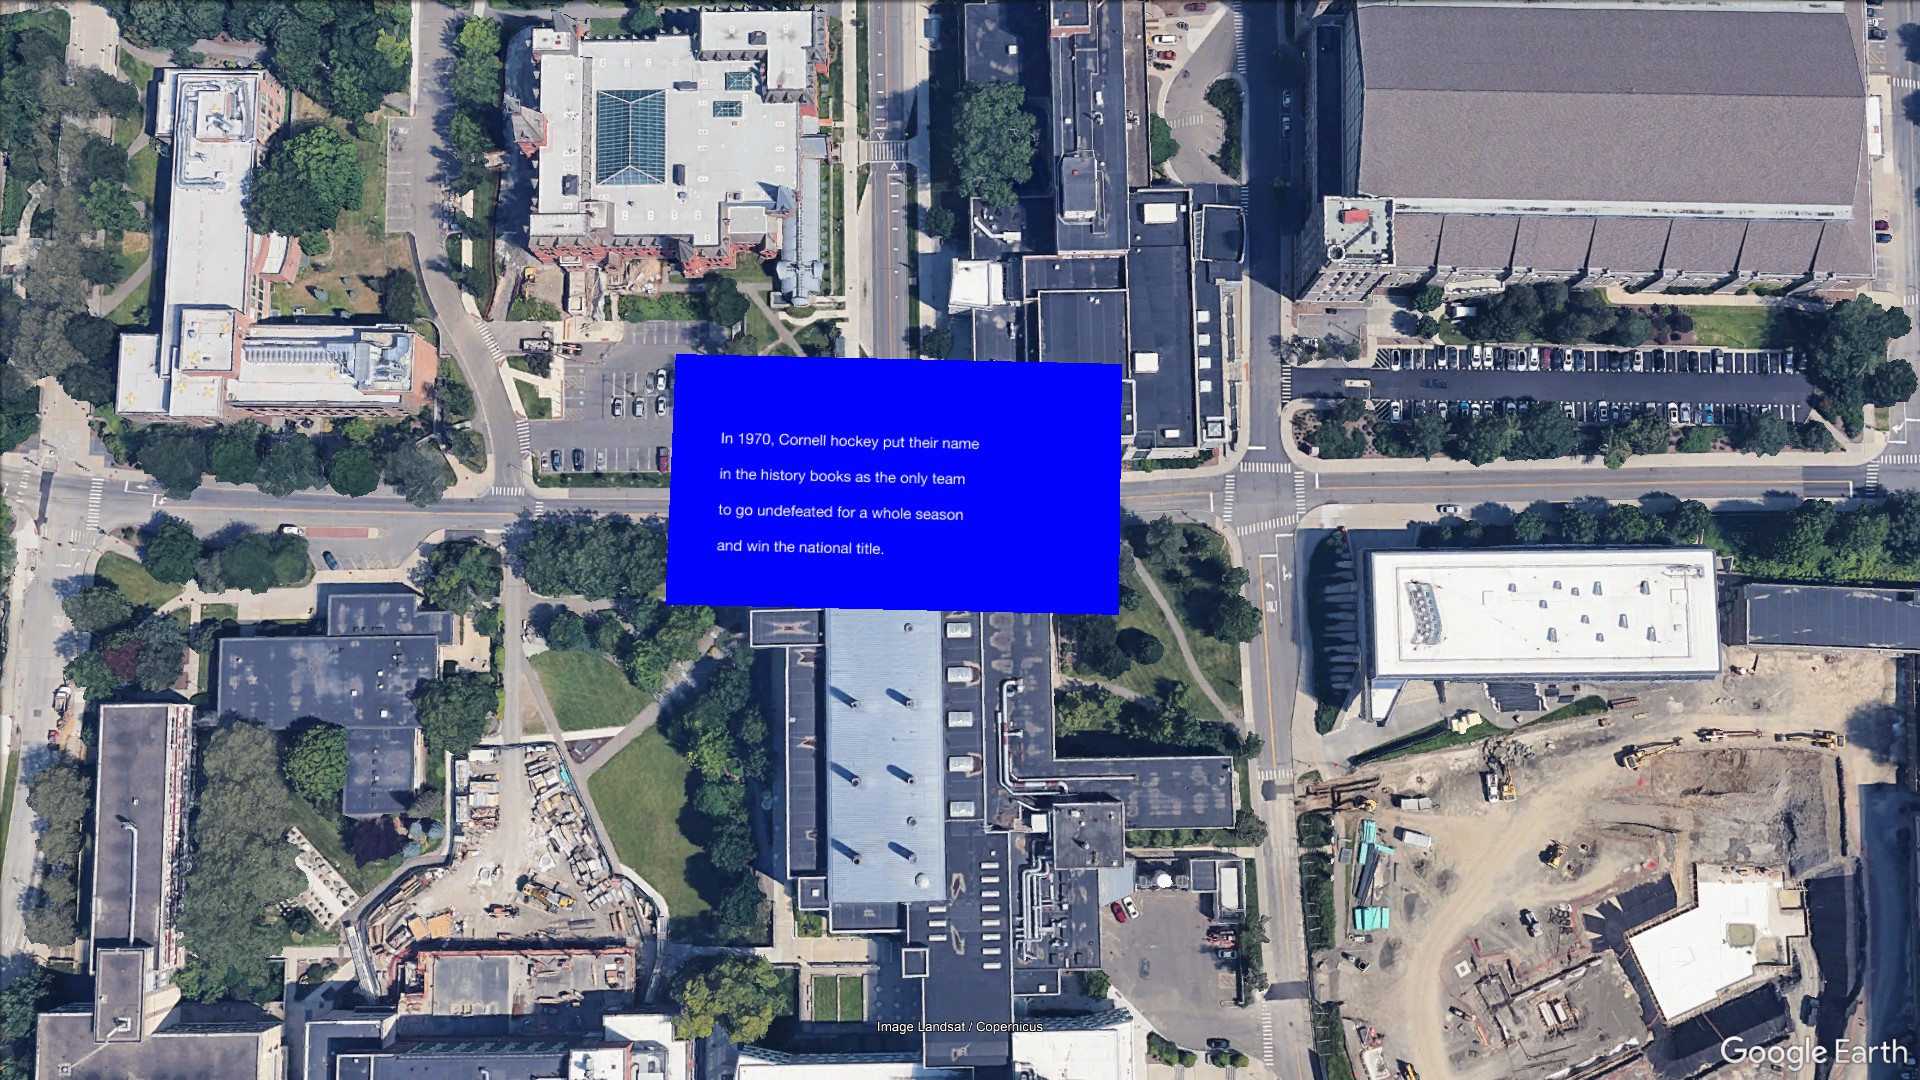 In 1970, Cornell hockey put their name
in the history books as the only team
to go undefeated for a whole season
and win the national title.
Image Landsat / Copernicus
Google Earth